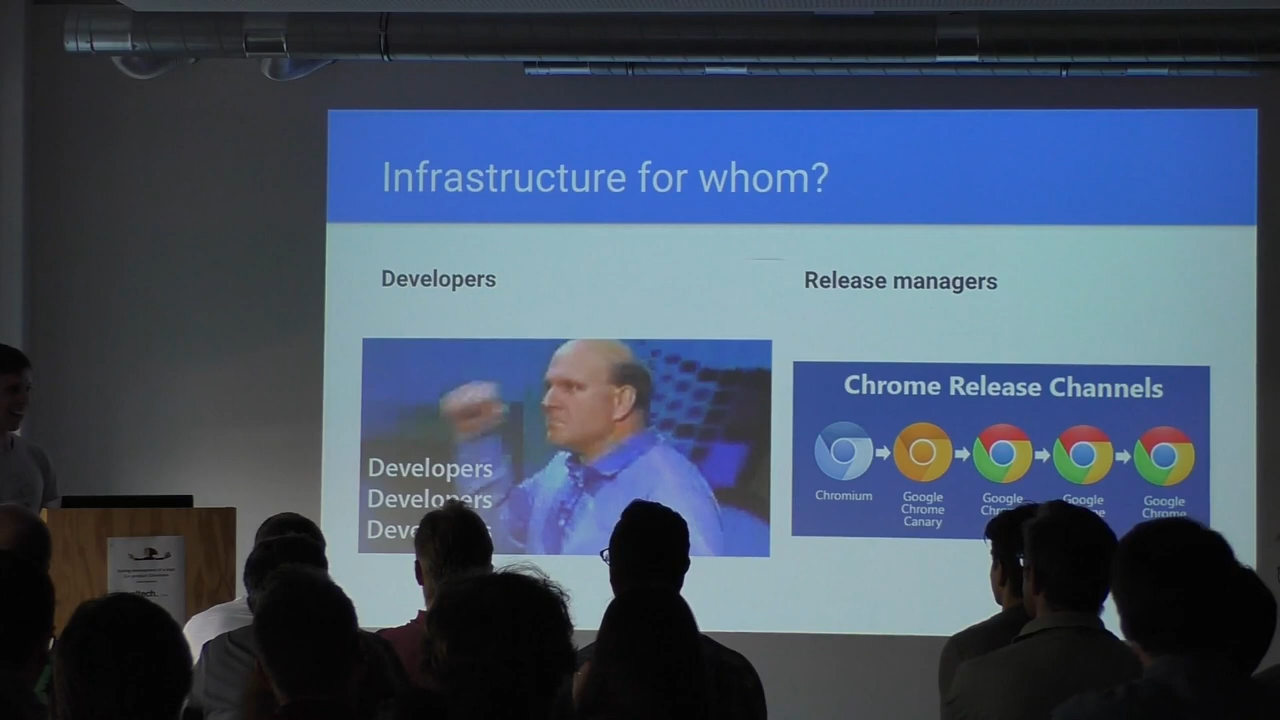 Infrastructure for whom?
Developers
Release managers
Developers
Developers
Deve
Chrome Release Channels
Chromium
Google
Chrome
Canary
Google
Google
Google
Chrome